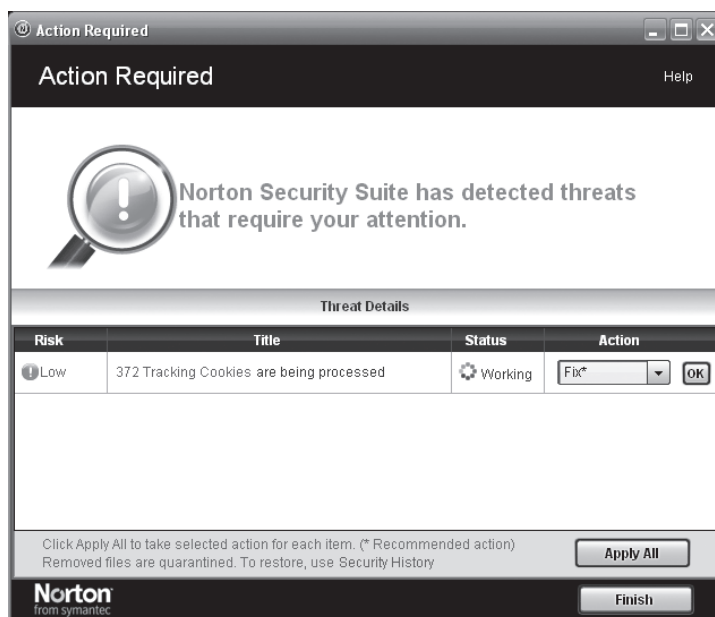 Action Required
Action Required
Help
Norton Security Suite has detected threats
that require your attention.
Threat Details
Risk Title Status Action
Low 372 Tracking Cookies are being processed Working Fix* OK
Click Apply All to take selected action for each item. (* Recommended action)
Removed files are quarantined. To restore, use Security History
Apply All
Norton
from symantec
Finish